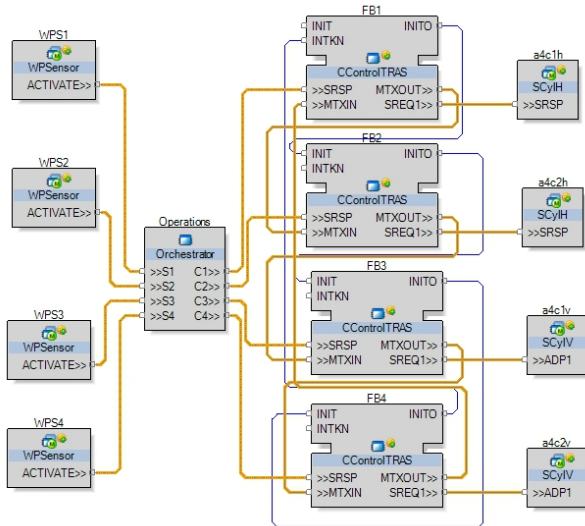 WPS1
WPSensor
ACTIVATE>>
WPS2
WPSensor
ACTIVATE>>
WPS3
WPSensor
ACTIVATE>>
WPS4
WPSensor
ACTIVATE>>
Operations
Orchestrator
>>S1 C1>>
>>S2 C2>>
>>S3 C3>>
>>S4 C4>>
FB1
INIT INITO
INTKN
CControlTRAS
>>SRSP MTXOUT>>
>>MTXIN SREQ1>>
FB2
INIT INITO
INTKN
CControlTRAS
>>SRSP MTXOUT>>
>>MTXIN SREQ1>>
FB3
INIT INITO
INTKN
CControlTRAS
>>SRSP MTXOUT>>
>>MTXIN SREQ1>>
FB4
INIT INITO
INTKN
CControlTRAS
>>SRSP MTXOUT>>
>>MTXIN SREQ1>>
a4c1h
SCylH
>>SRSP
a4c2h
SCylH
>>SRSP
a4c1v
SCylV
>>ADP1
a4c2v
SCylV
>>ADP1